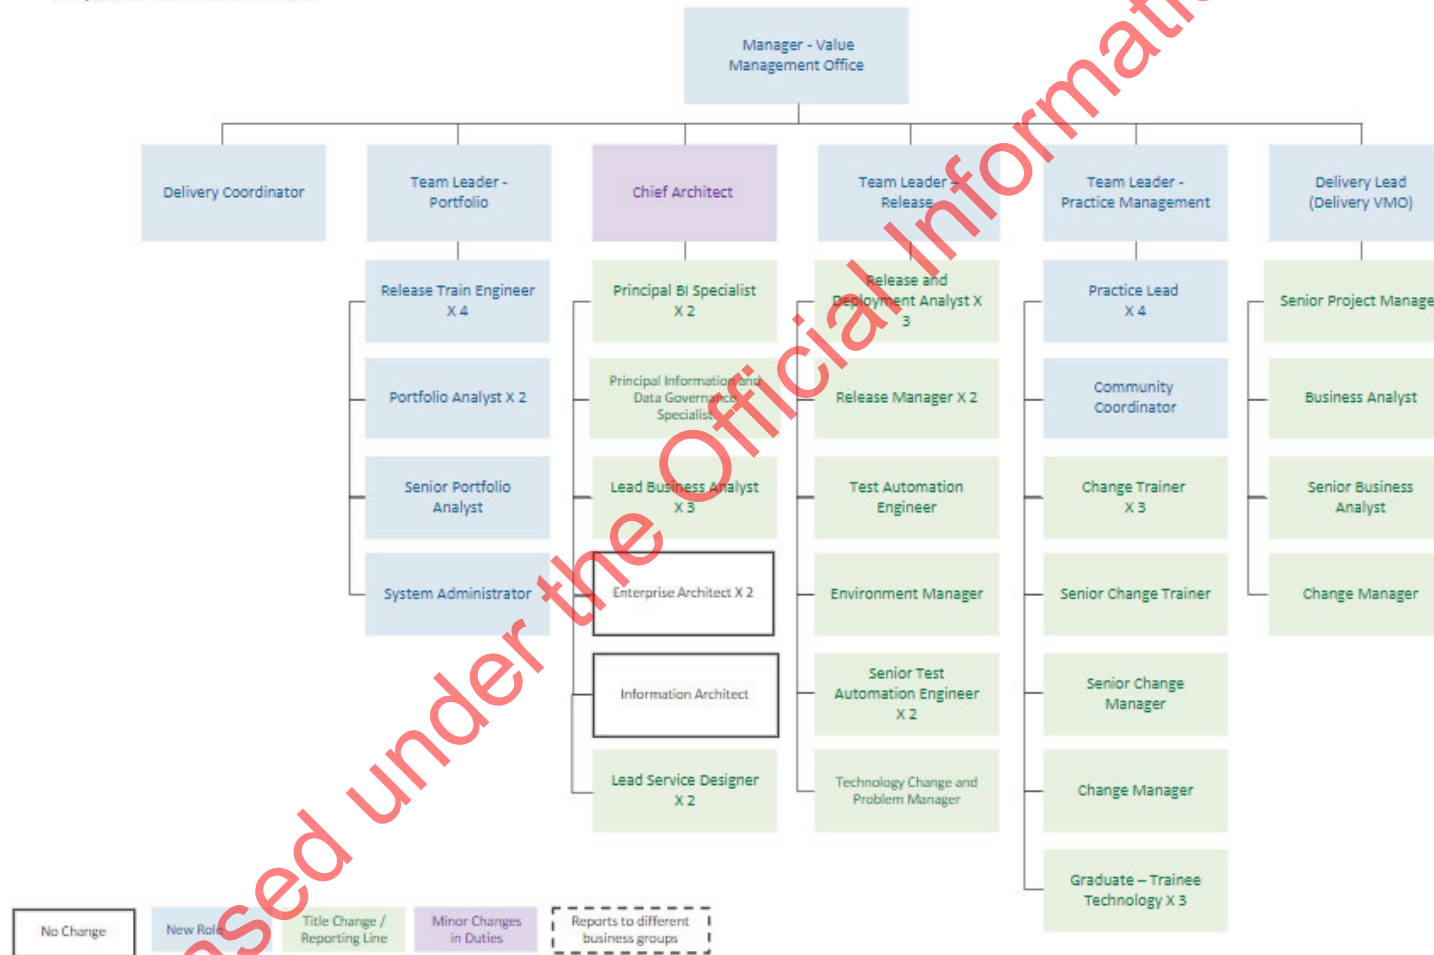 Manager - Value
Management Office
Delivery Coordinator
Team Leader -
Portfolio
Chief Architect
Team Leader –
Release
Team Leader -
Practice Management
Delivery Lead
(Delivery VMO)
Release Train Engineer
X 4
Portfolio Analyst X 2
Senior Portfolio
Analyst
System Administrator
Principal BI Specialist
X 2
Principal Information and
Data Governance
Specialist
Lead Business Analyst
X 3
Enterprise Architect X 2
Information Architect
Lead Service Designer
X 2
Release and
Deployment Analyst X
3
Release Manager X 2
Test Automation
Engineer
Environment Manager
Senior Test
Automation Engineer
X 2
Technology Change and
Problem Manager
Practice Lead
X 4
Community
Coordinator
Change Trainer
X 3
Senior Change Trainer
Senior Change
Manager
Change Manager
Graduate – Trainee
Technology X 3
Senior Project Manage
Business Analyst
Senior Business
Analyst
Change Manager
No Change
New Role
Title Change /
Reporting Line
Minor Changes
in Duties
Reports to different
business groups
ased under the Official Informati